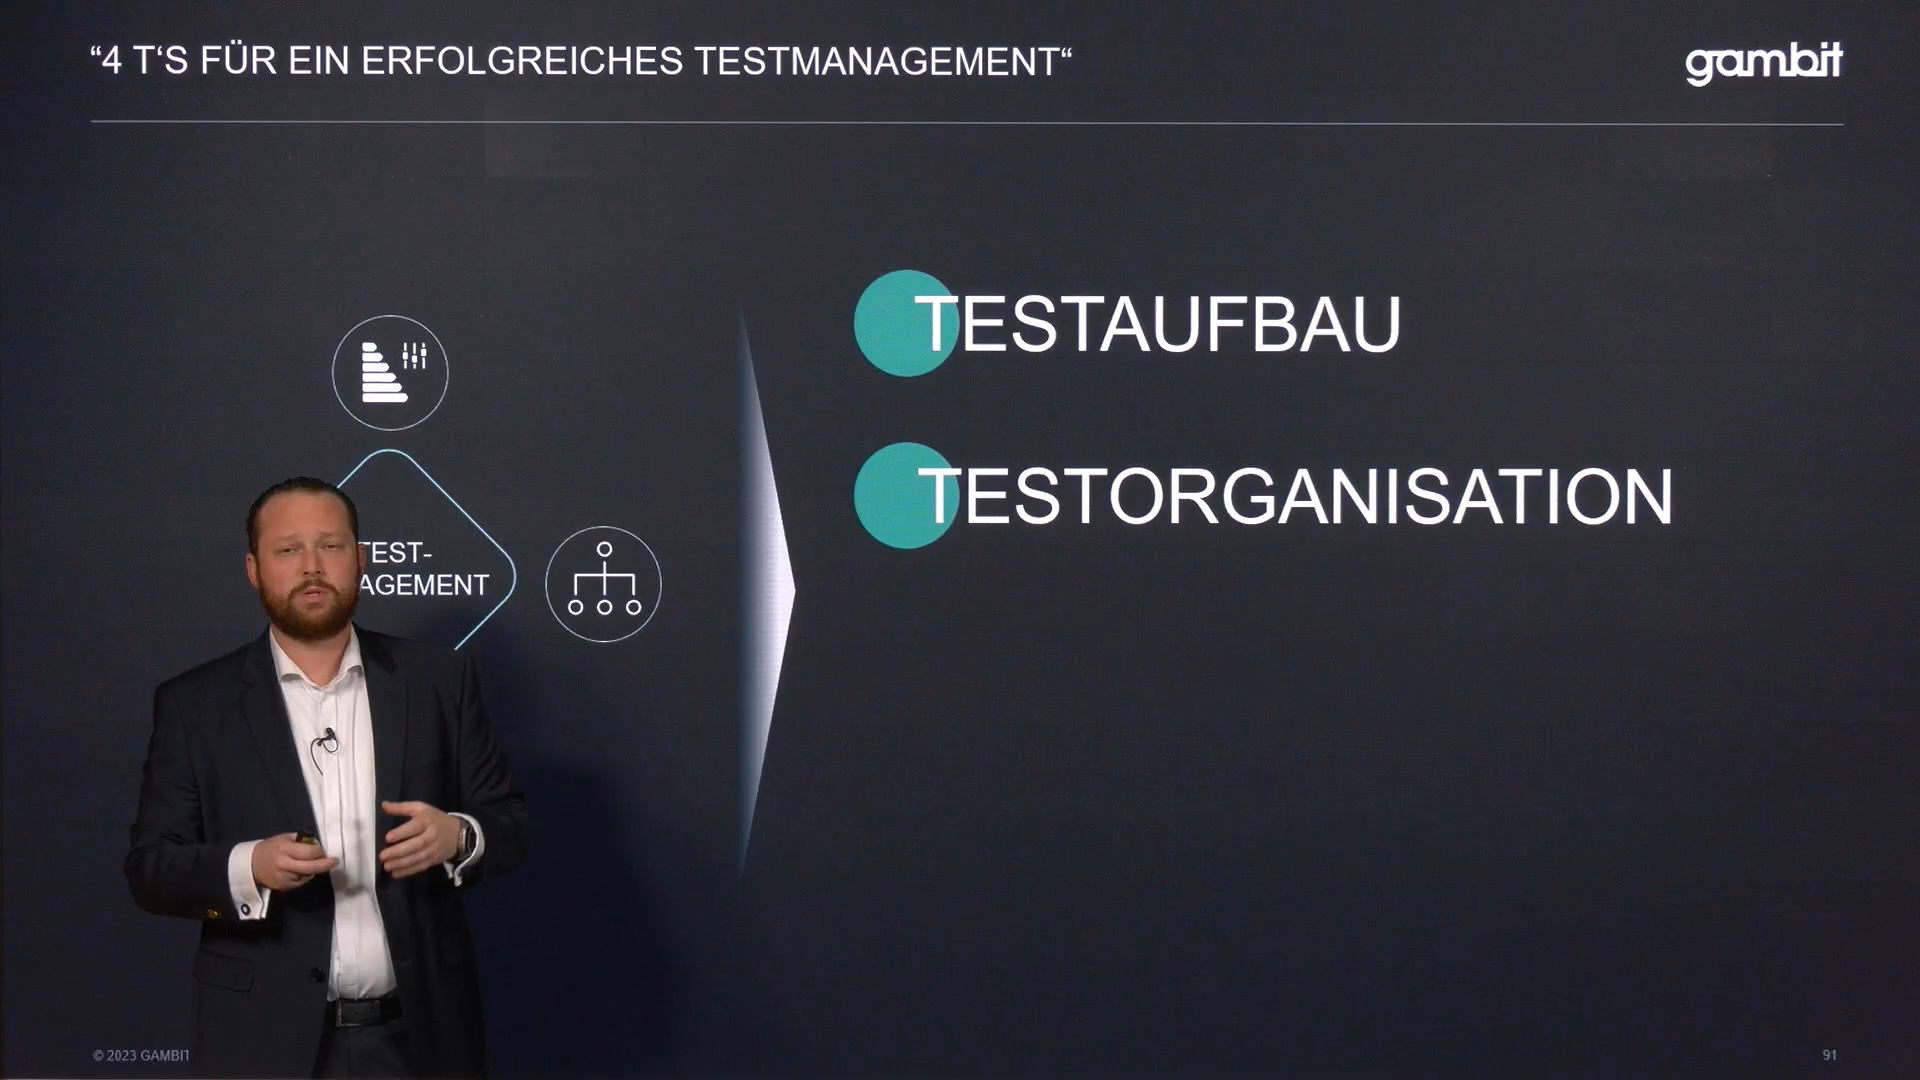 “4 T‘S FÜR EIN ERFOLGREICHES TESTMANAGEMENT“
gambit
TESTAUFBAU
TESTORGANISATION
TEST-
AGEMENT
© 2023 GAMBIT
91